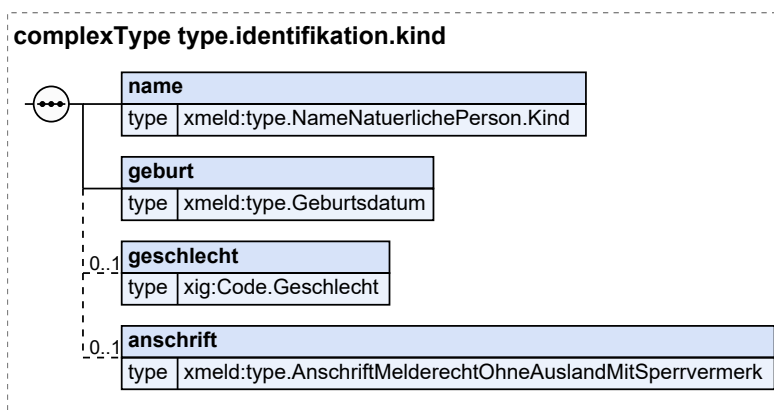 complexType type.identifikation.kind
name
type xmeld:type.NameNatuerlichePerson.Kind
geburt
type xmeld:type.Geburtsdatum
0..1 geschlecht
type xig:Code.Geschlecht
0..1 anschrift
type xmeld:type.AnschriftMelderechtOhneAuslandMitSperrvermerk